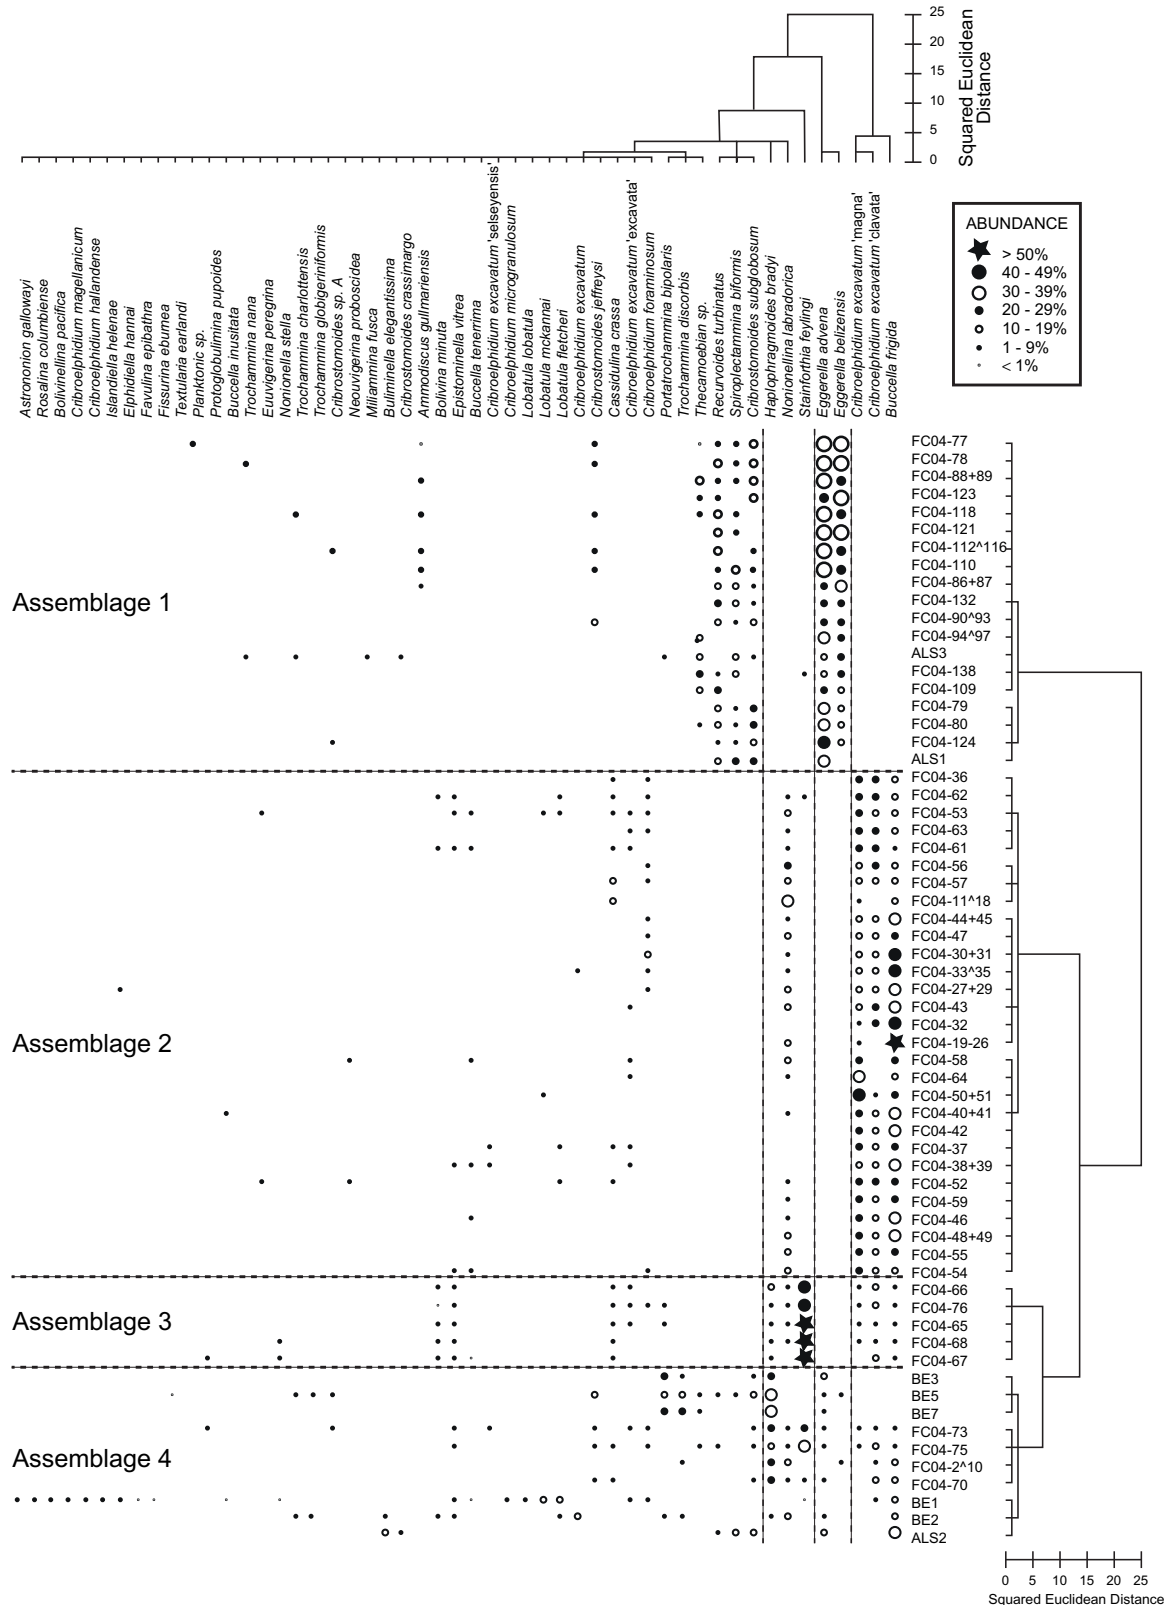 25
20
15
10
5
0
Squared Euclidean
Distance
Astrononion gallowayi
Rosalina columbiense
Bolivinellina pacifica
Cribroelphidium magellanicum
Cribroelphidium hallandense
Islandiella helenae
Elphidiella hannai
Favulina epibathra
Fissurina eburnea
Textularia earlandi
Planktonic sp.
Protoglobulimina pupoides
Buccella inusitata
Trochammina nana
Euuvigerina peregrina
Nonionella stella
Trochammina charlottensis
Trochammina globigeriniformis
Cribrostomoides sp. A
Neouvigerina proboscidea
Miliammina fusca
Buliminella elegantissima
Cribrostomoides crassimargo
Ammodiscus gullmariensis
Bolivina minuta
Epistominella vitrea
Buccella tenerrima
Cribroelphidium excavatum 'selseyensis'
Cribroelphidium microgranulosum
Lobatula lobatula
Lobatula mckannai
Lobatula fletcheri
Cribroelphidium excavatum
Cribrostomoides jeffreysi
Cassidulina crassa
Cribroelphidium excavatum 'excavata'
Cribroelphidium foraminosum
Portatrochammina bipolaris
Trochammina discorbis
Thecamoebian sp.
Recurvoides turbinatus
Spiroplectammina biformis
Cribrostomoides subglobosum
Haplophragmoides bradyi
Nonionellina labradorica
Stainforthia feylingi
Eggerella advena
Eggerella belizensis
Cribroelphidium excavatum 'magna'
Cribroelphidium excavatum 'clavata'
Buccella frigida
ABUNDANCE
> 50%
40 - 49%
30 - 39%
20 - 29%
10 - 19%
1 - 9%
< 1%
Assemblage 1
FC04-77
FC04-78
FC04-88+89
FC04-123
FC04-118
FC04-121
FC04-112^116
FC04-110
FC04-86+87
FC04-132
FC04-90^93
FC04-94^97
ALS3
FC04-138
FC04-109
FC04-79
FC04-80
FC04-124
ALS1
Assemblage 2
FC04-36
FC04-62
FC04-53
FC04-63
FC04-61
FC04-56
FC04-57
FC04-11^18
FC04-44+45
FC04-47
FC04-30+31
FC04-33^35
FC04-27+29
FC04-43
FC04-32
FC04-19-26
FC04-58
FC04-64
FC04-50+51
FC04-40+41
FC04-42
FC04-37
FC04-38+39
FC04-52
FC04-59
FC04-46
FC04-48+49
FC04-55
FC04-54
Assemblage 3
FC04-66
FC04-76
FC04-65
FC04-68
FC04-67
Assemblage 4
BE3
BE5
BE7
FC04-73
FC04-75
FC04-2^10
FC04-70
BE1
BE2
ALS2
0 5 10 15 20 25
Squared Euclidean Distance